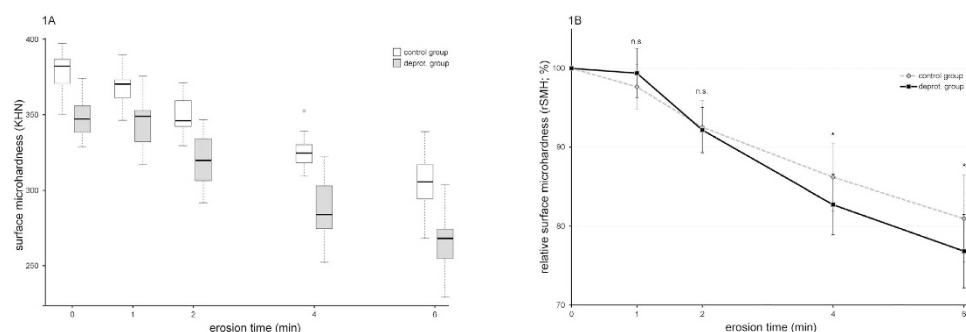 1A
400
350
300
250
surface microhardness (KHN)
control group
deprot. group
0 1 2 4 6
erosion time (min)
1B
100
90
80
70
relative surface microhardness (rSMH; %)
n.s.
n.s.
*
*
control group
deprot. group
0 1 2 4 6
erosion time (min)